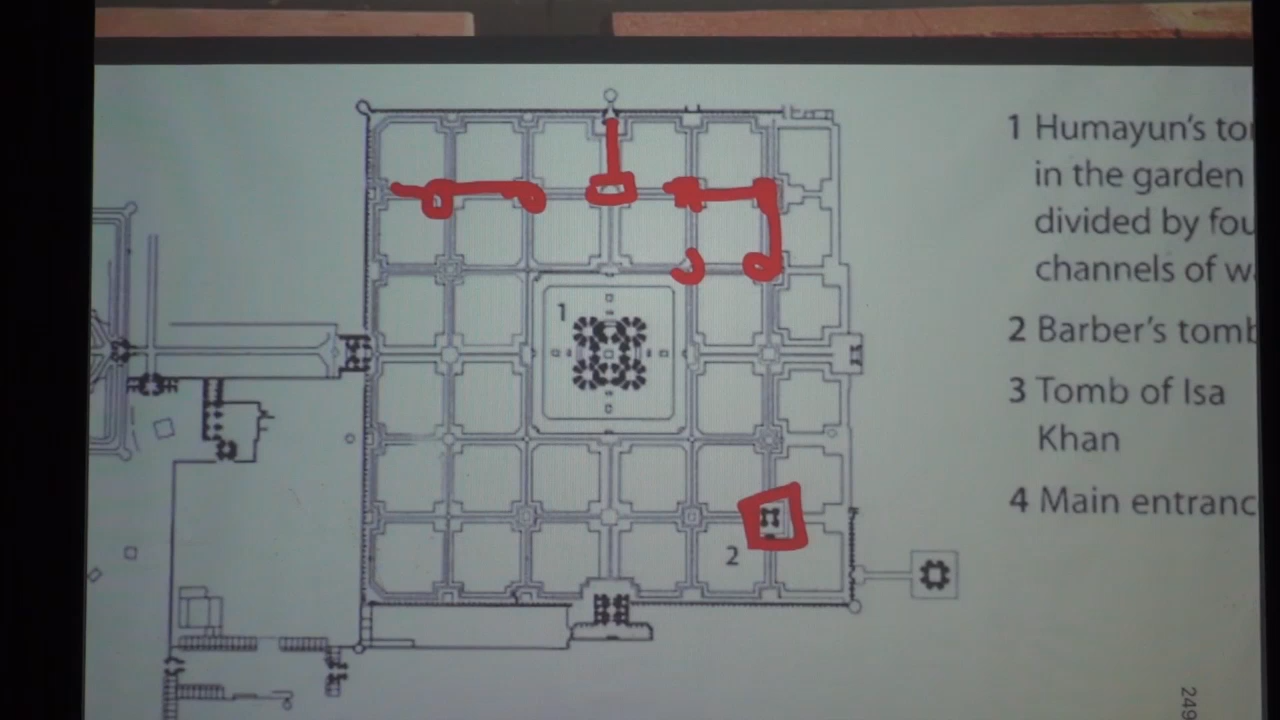 1 Humayun's to
in the garden
divided by fou
channels of w
2 Barber's tomb
3 Tomb of Isa
Khan
4 Main entranc
1
2
249